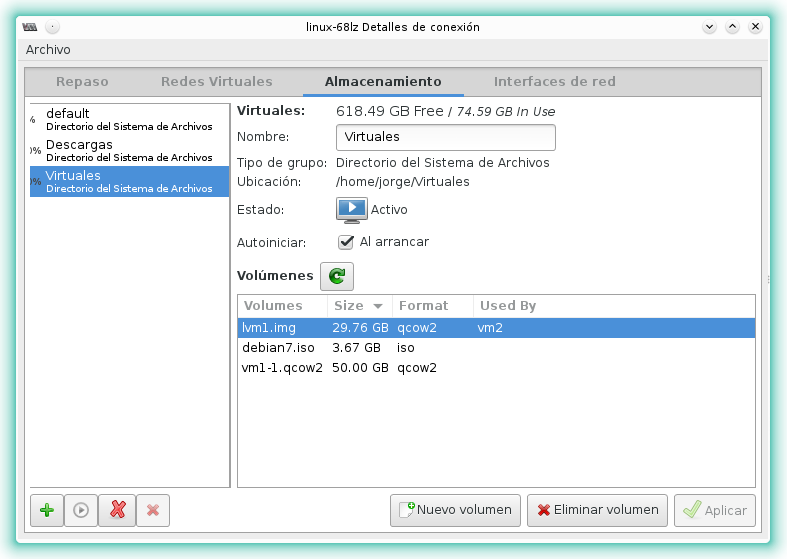 linux-68lz Detalles de conexión
Archivo
Repaso Redes Virtuales Almacenamiento Interfaces de red
% default
Directorio del Sistema de Archivos
0% Descargas
Directorio del Sistema de Archivos
0% Virtuales
Directorio del Sistema de Archivos
Virtuales: 618.49 GB Free / 74.59 GB In Use
Nombre: Virtuales
Tipo de grupo: Directorio del Sistema de Archivos
Ubicación: /home/jorge/Virtuales
Estado: Activo
Autoiniciar: Al arrancar
Volúmenes
Volumes Size Format Used By
lvm1.img 29.76 GB qcow2 vm2
debian7.iso 3.67 GB iso
vm1-1.qcow2 50.00 GB qcow2
Nuevo volumen Eliminar volumen Aplicar